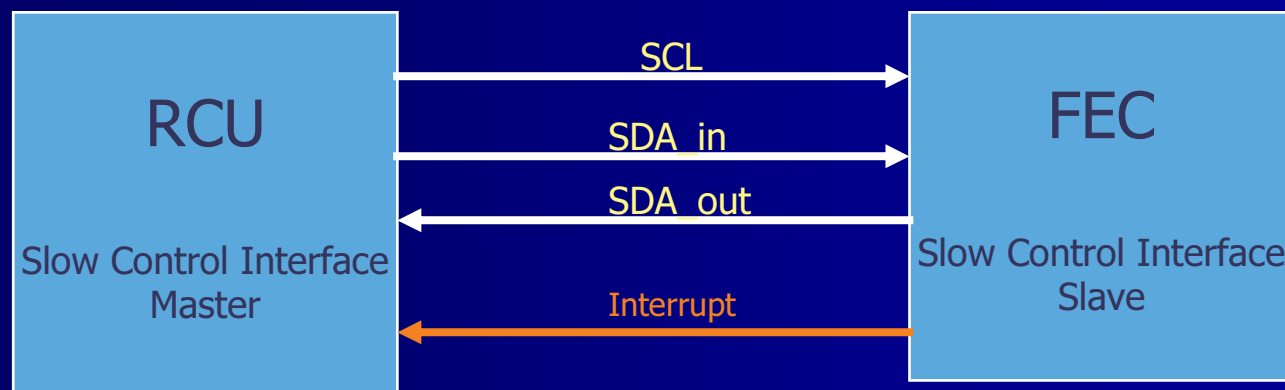 RCU
Slow Control Interface
Master
SCL
SDA_in
SDA_out
Interrupt
FEC
Slow Control Interface
Slave